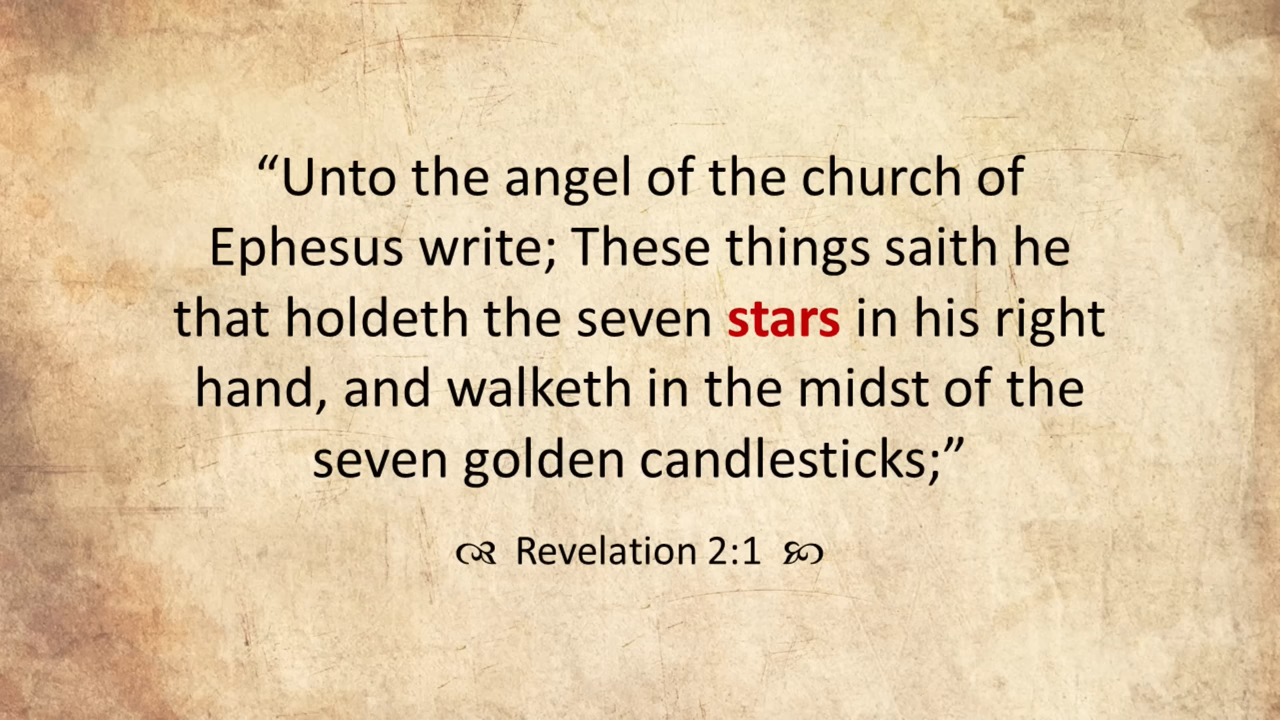 “Unto the angel of the church of
Ephesus write; These things saith he
that holdeth the seven stars in his right
hand, and walketh in the midst of the
seven golden candlesticks;”
Revelation 2:1